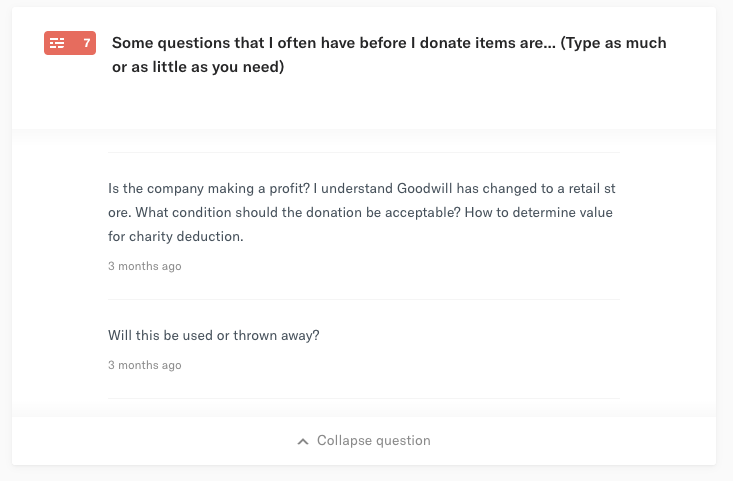 7
Some questions that I often have before I donate items are... (Type as much
or as little as you need)
Is the company making a profit? I understand Goodwill has changed to a retail st
ore. What condition should the donation be acceptable? How to determine value
for charity deduction.
3 months ago
Will this be used or thrown away?
3 months ago
Collapse question